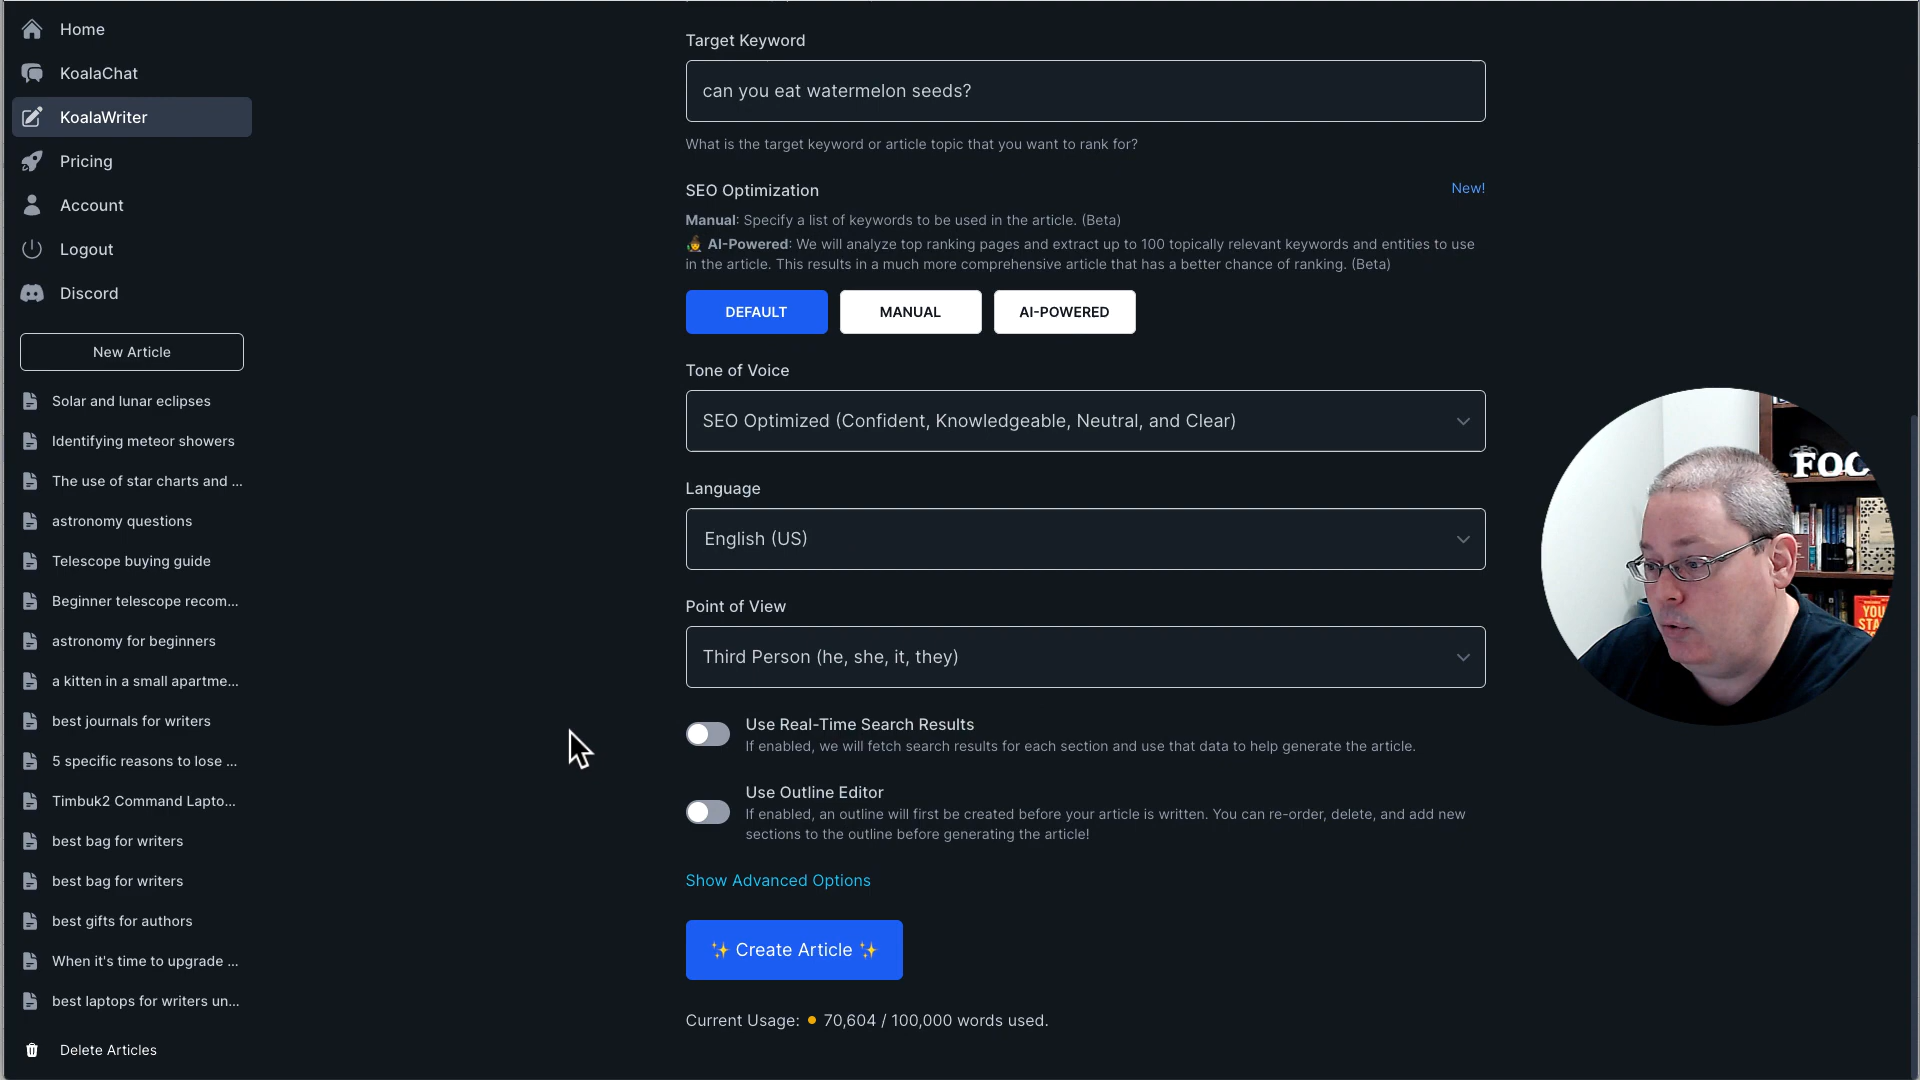 Home
KoalaChat
KoalaWriter
Pricing
Account
Logout
Discord
New Article
Solar and lunar eclipses
Identifying meteor showers
The use of star charts and ...
astronomy questions
Telescope buying guide
Beginner telescope recom...
astronomy for beginners
a kitten in a small apartme...
best journals for writers
5 specific reasons to lose ...
Timbuk2 Command Lapto...
best bag for writers
best bag for writers
best gifts for authors
When it's time to upgrade ...
best laptops for writers un...
Delete Articles
Target Keyword
can you eat watermelon seeds?
What is the target keyword or article topic that you want to rank for?
SEO Optimization
New!
Manual: Specify a list of keywords to be used in the article. (Beta)
AI-Powered: We will analyze top ranking pages and extract up to 100 topically relevant keywords and entities to use
in the article. This results in a much more comprehensive article that has a better chance of ranking. (Beta)
DEFAULT
MANUAL
AI-POWERED
Tone of Voice
SEO Optimized (Confident, Knowledgeable, Neutral, and Clear)
Language
English (US)
Point of View
Third Person (he, she, it, they)
Use Real-Time Search Results
If enabled, we will fetch search results for each section and use that data to help generate the article.
Use Outline Editor
If enabled, an outline will first be created before your article is written. You can re-order, delete, and add new
sections to the outline before generating the article!
Show Advanced Options
✨ Create Article ✨
Current Usage: 70,604 / 100,000 words used.
FOC
YOU
STA